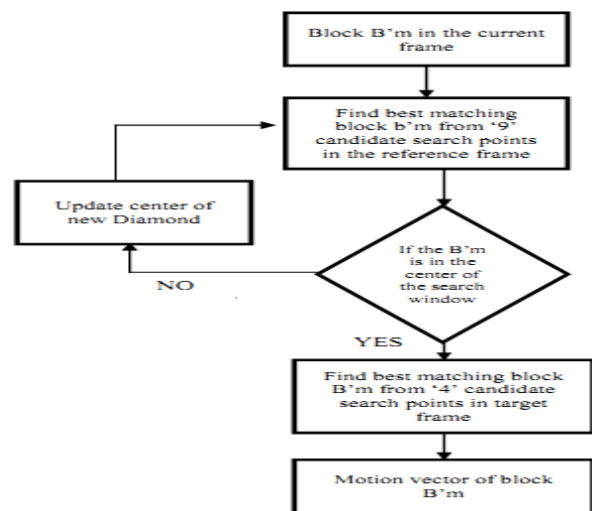 Block B'm in the current
frame
Find best matching
block b'm from '9'
candidate search points
in the reference frame
Update center of
new Diamond
If the B'm
is in the
center of
the search
window
NO
YES
Find best matching block
B'm from '4' candidate
search points in target
frame
Motion vector of block
B'm